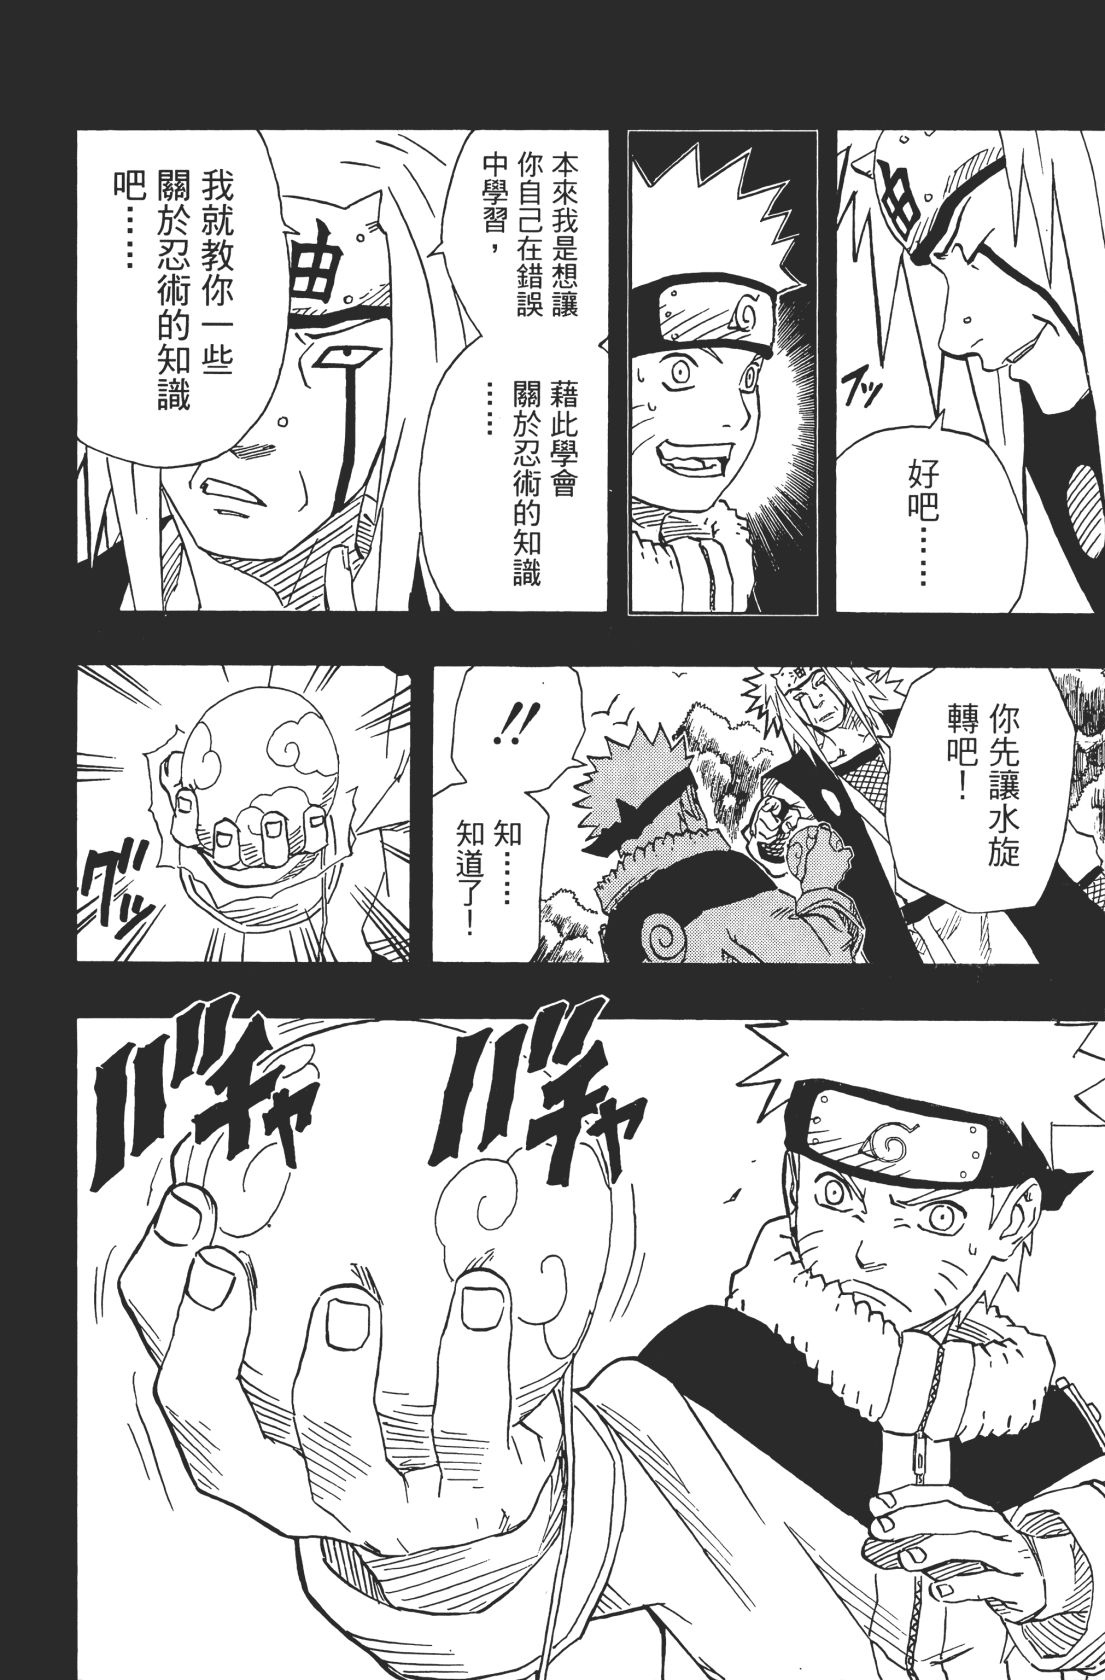 好吧……
フッ
本來我是想讓
你自己在錯誤
中學習，
藉此學會
關於忍術的知識
……
油
我就教你一些
關於忍術的知識
吧……
你先讓水旋
轉吧！
!!
知……
知道了！
グッ
バチャ
バチャ